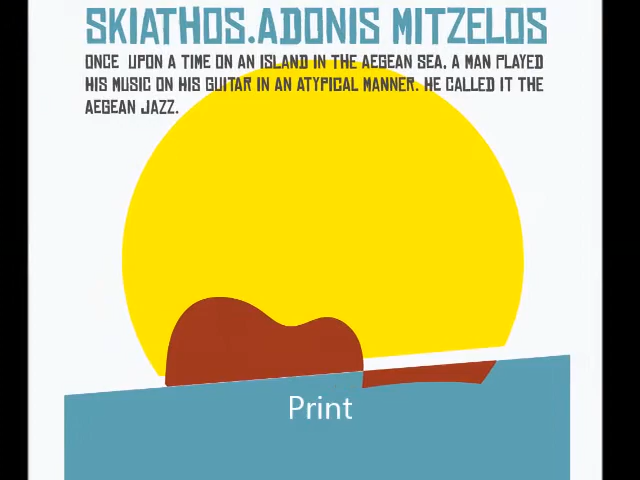 SKIATHOS.ADONIS MITZELOS
ONCE UPON A TIME ON AN ISLAND IN THE AEGEAN SEA, A MAN PLAYED
HIS MUSIC ON HIS GUITAR IN AN ATYPICAL MANNER. HE CALLED IT THE
AEGEAN JAZZ.
Print